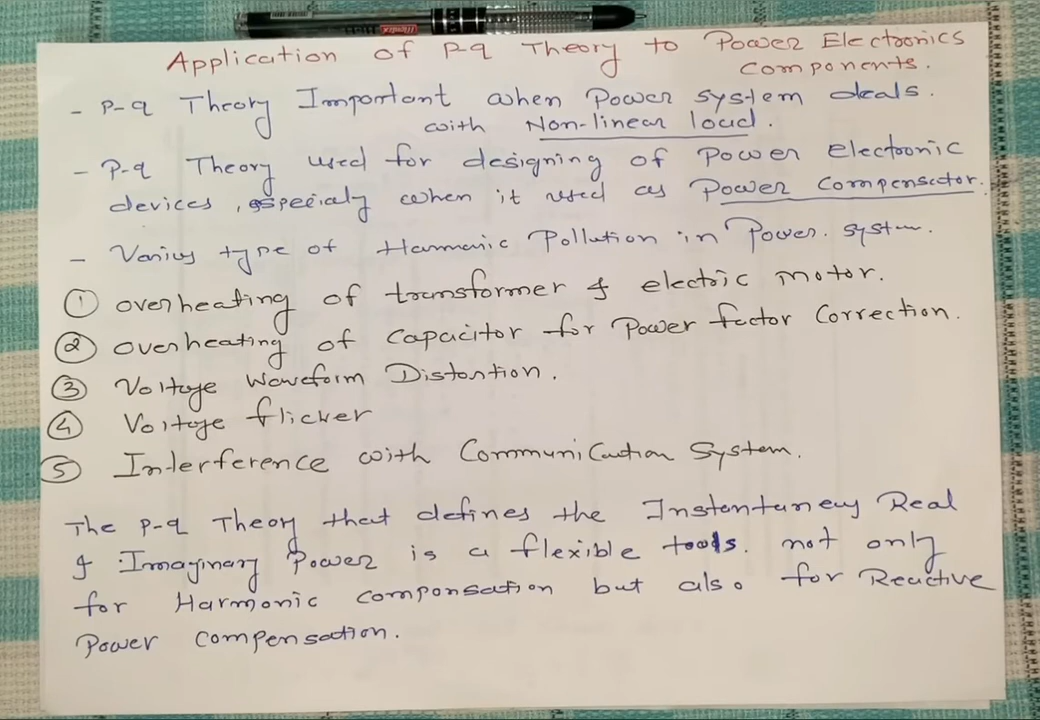 Application of P-q Theory to Power Electronics
Components.
- P-q Theory Important when Power system deals.
with Non-linear load.
- P-q Theory used for designing of Power electronic
devices, especialy when it used as Power Compensator.
- Varius type of Harmonic Pollution in Power. system.
① overheating of transformer & electric motor.
② overheating of capacitor for Power factor Correction.
③ Voltage Waveform Distortion.
④ Voltage flicker
⑤ Interference with Communication System.
The P-q Theory that defines the Instantaneny Real
& Imaginary Power is a flexible tools. not only
for Harmonic componsation but also for Reactive
Power compensation.